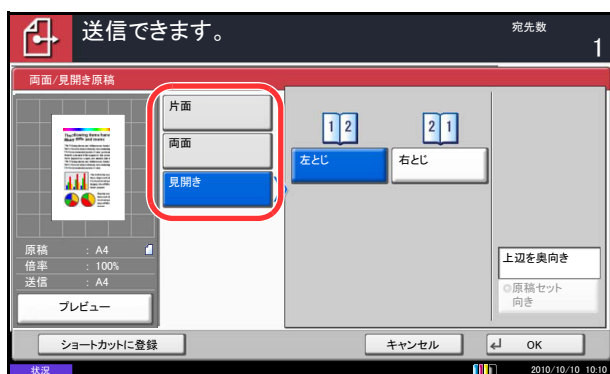 送信できます。
宛先数
1
両面/見開き原稿
片面
両面
見開き
1 2
2 1
左とじ
右とじ
原稿 : A4
倍率 : 100%
送信 : A4
プレビュー
上辺を奥向き
原稿セット
向き
ショートカットに登録
キャンセル
OK
状況
2010/10/10 10:10